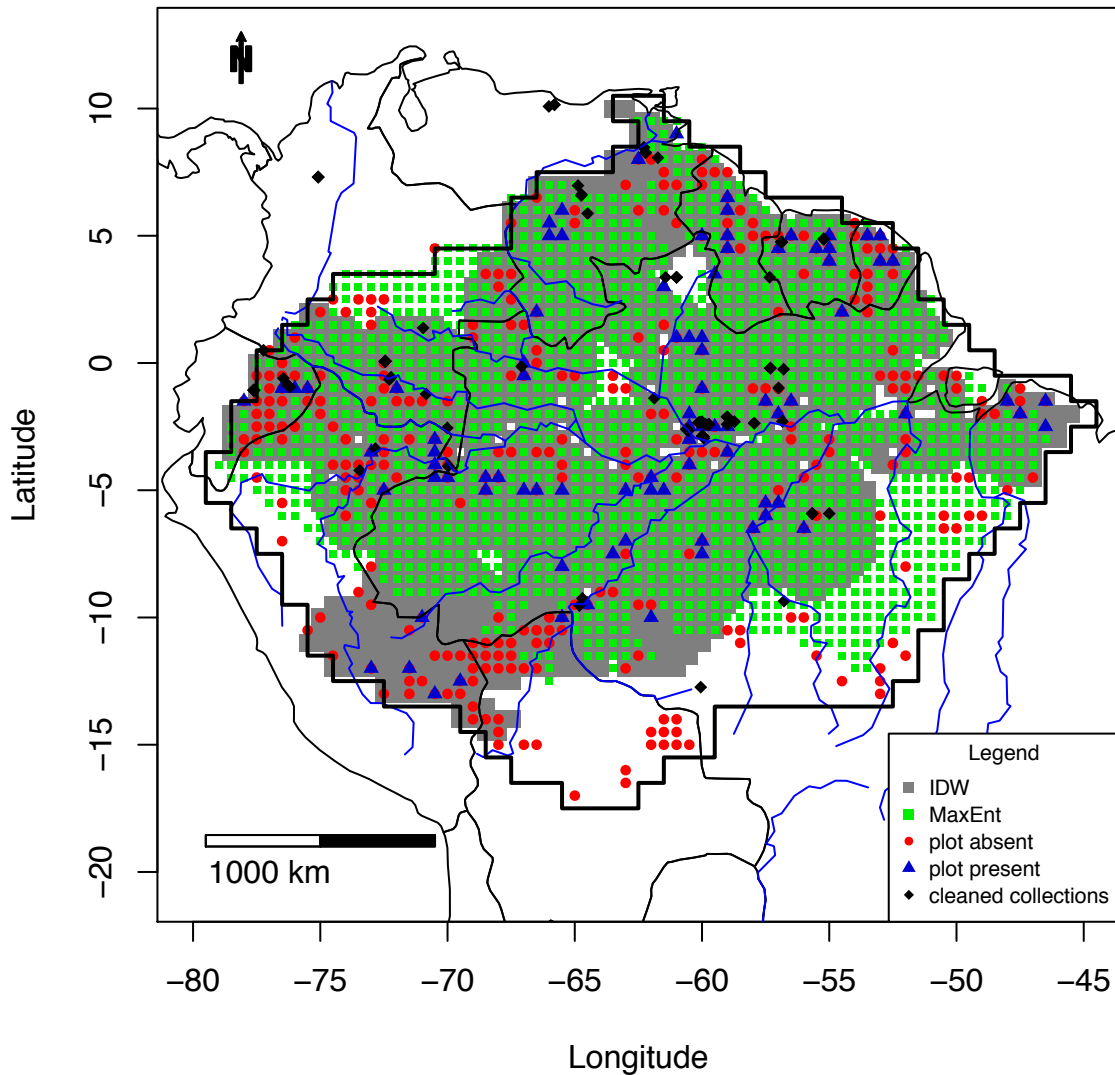 N
10
5
0
−5
−10
−15
−20
Latitude
1000 km
Legend
IDW
MaxEnt
plot absent
plot present
cleaned collections
−80 −75 −70 −65 −60 −55 −50 −45
Longitude